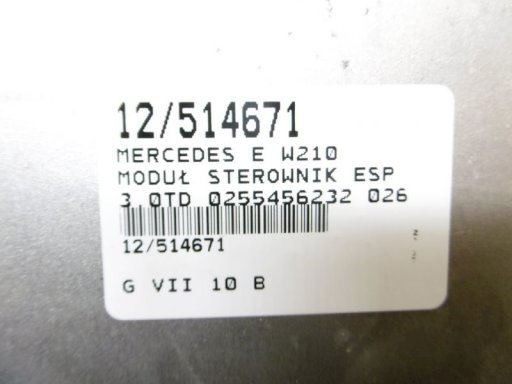 12/514671
MERCEDES E W210
MODUŁ STEROWNIK ESP
3.0TD 0255456232 026
12/514671
G VII 10 B